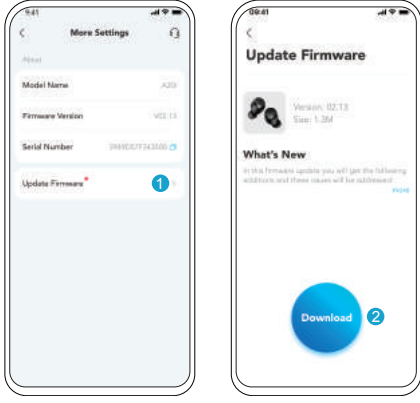 9:41
More Settings
About
Model Name
Firmware Version V02.13
Serial Number
Update Firmware* 1
09:41
Update Firmware
Version: 02.13
Size: 1.3M
What's New
In this firmware update you will get the following
additions and these issues will be addressed
more
Download 2